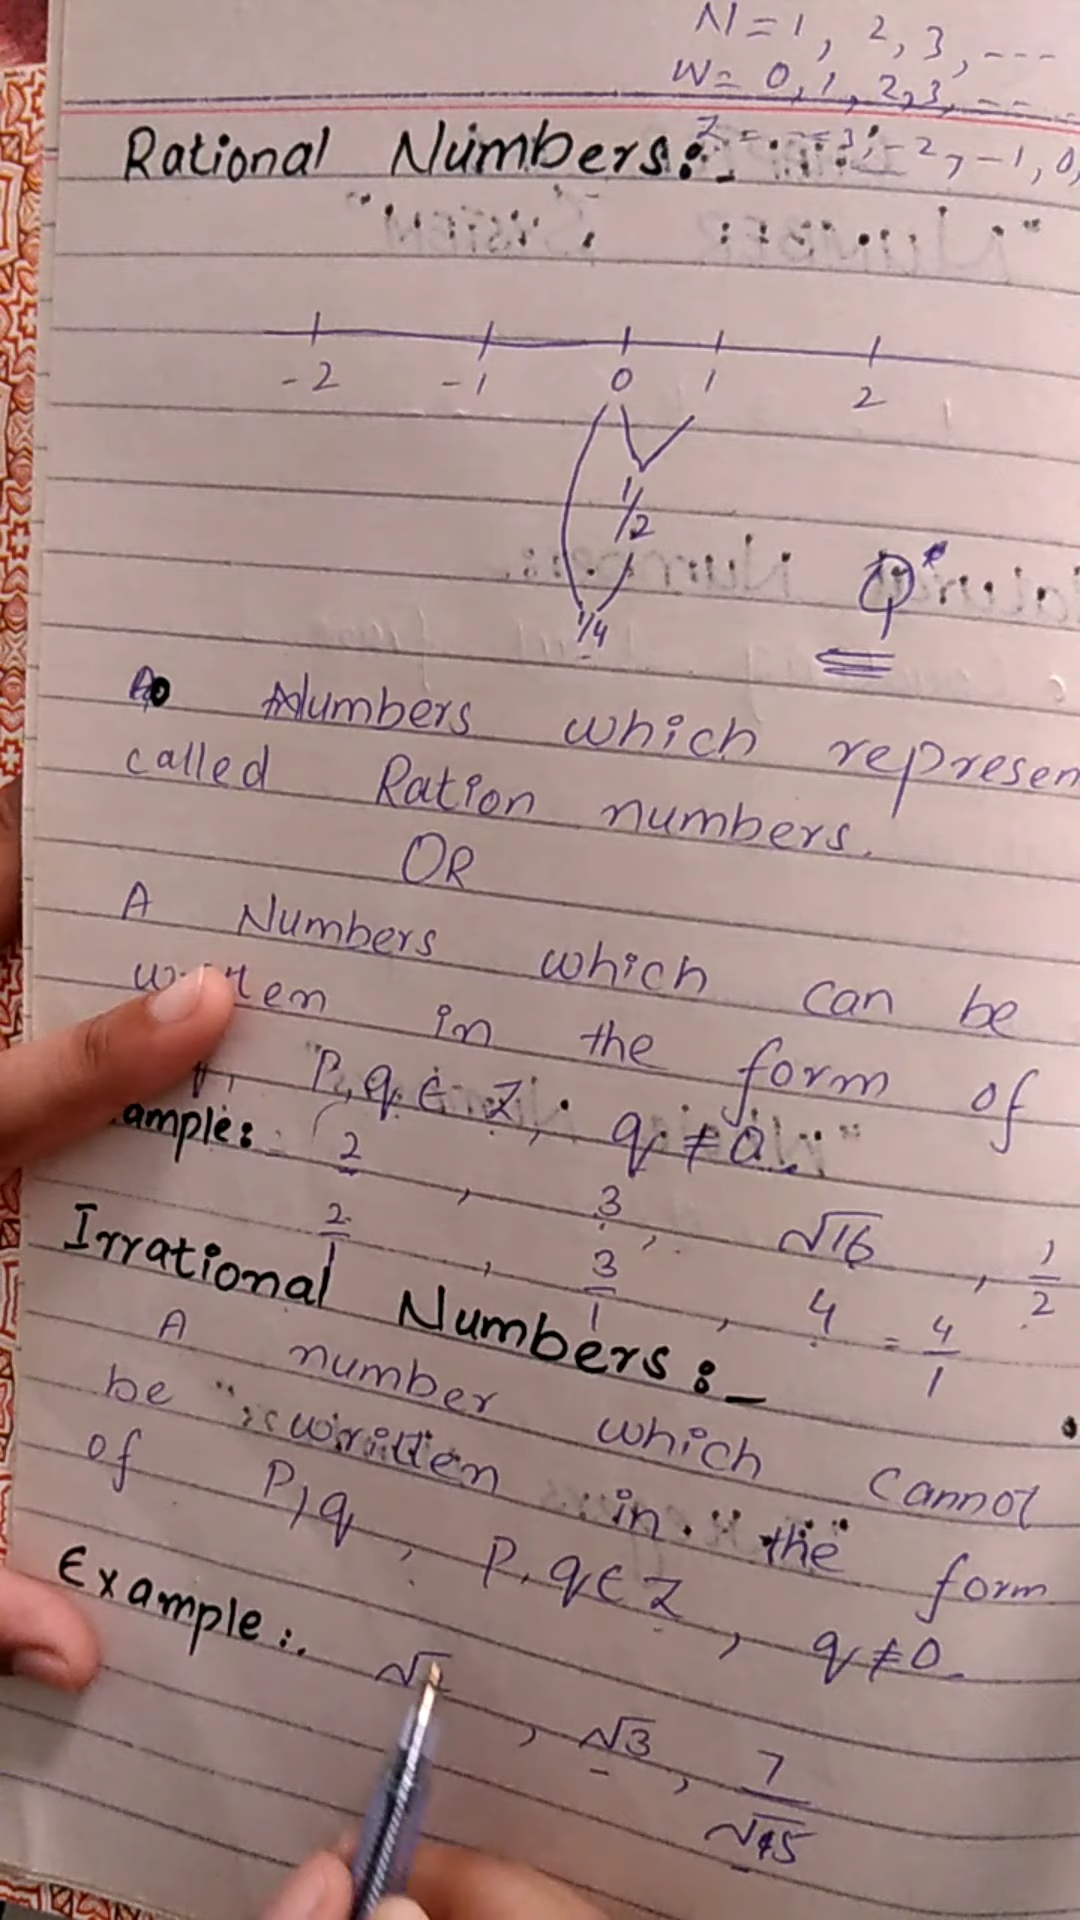 N = 1, 2, 3, ---
W = 0, 1, 2, 3, ---
Rational Numbers:-
Z = --- -3, -2, -1, 0,
-2 -1 0 1 2
1/2
1/4
Q
Numbers which represen
called Ration numbers.
OR
A Numbers which can be
written in the form of
P, q ∈ Z, q ≠ 0.
ample:
2, 3, √16, 1/2
2/1, 3/1, 4 = 4/1
Irrational Numbers:-
A number which cannot
be written in the form
of P/q, P, q ∈ Z, q ≠ 0.
Example:.
√3, 7/√45